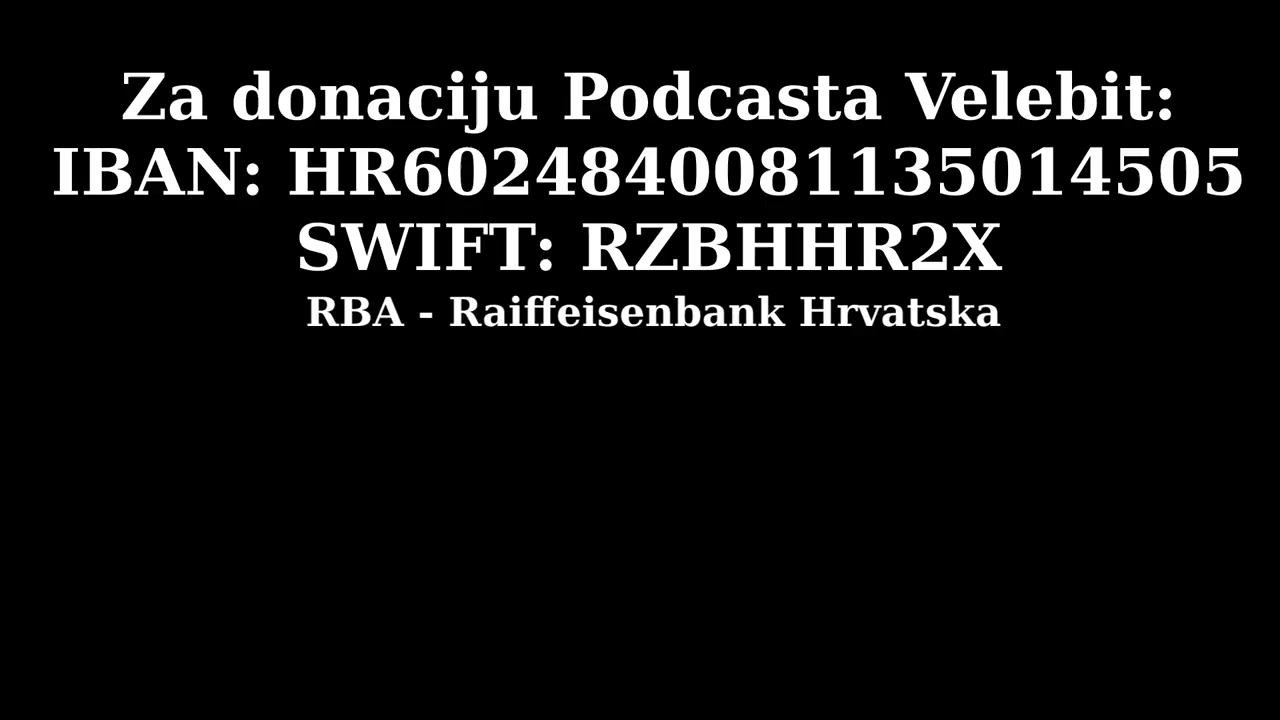 Za donaciju Podcasta Velebit:
IBAN: HR6024840081135014505
SWIFT: RZBHHR2X
RBA - Raiffeisenbank Hrvatska